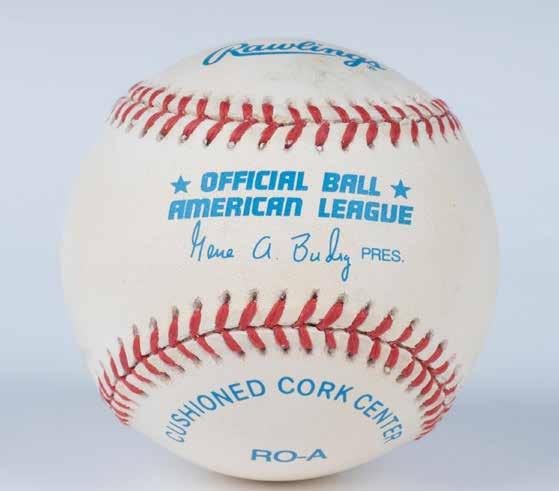 Rawlings
★ OFFICIAL BALL ★
AMERICAN LEAGUE
Gene A. Budig PRES.
CUSHIONED CORK CENTER
RO-A